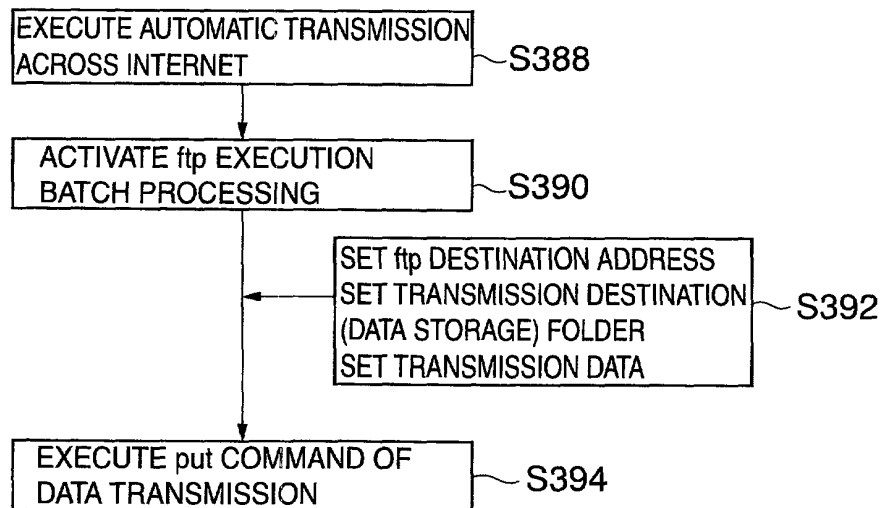 EXECUTE AUTOMATIC TRANSMISSION
ACROSS INTERNET
S388
ACTIVATE ftp EXECUTION
BATCH PROCESSING
S390
SET ftp DESTINATION ADDRESS
SET TRANSMISSION DESTINATION
(DATA STORAGE) FOLDER
SET TRANSMISSION DATA
S392
EXECUTE put COMMAND OF
DATA TRANSMISSION
S394